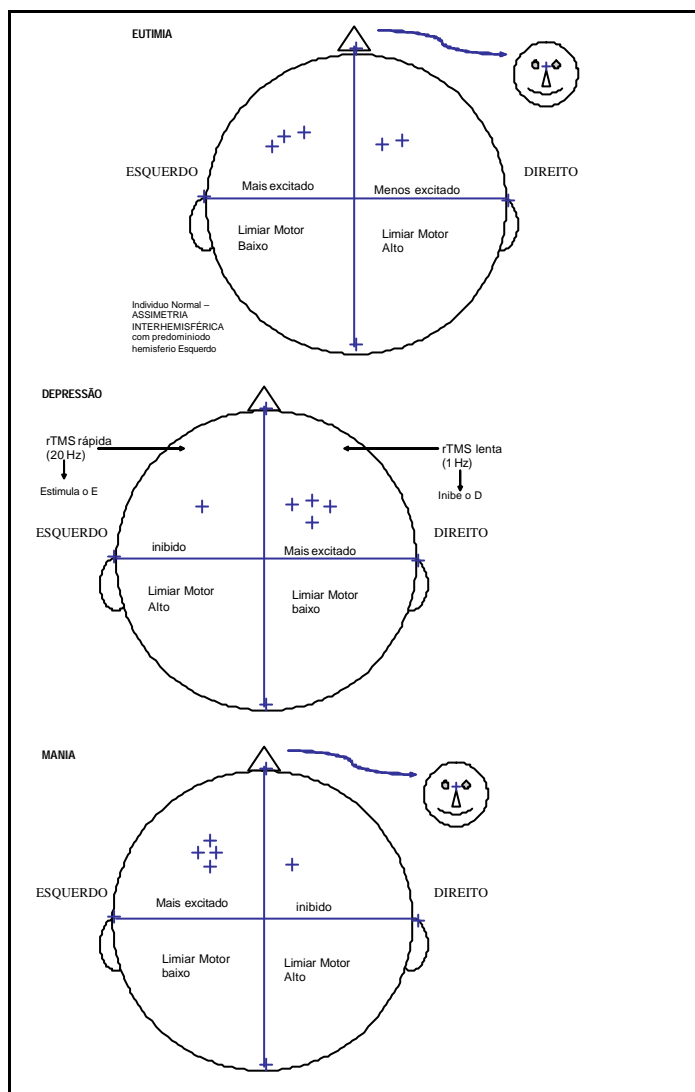 EUTIMIA
ESQUERDO
DIREITO
Mais excitado
Menos excitado
Limiar Motor
Baixo
Limiar Motor
Alto
Individuo Normal –
ASSIMETRIA
INTERHEMISFÉRICA
com predominiodo
hemisferio Esquerdo
DEPRESSÃO
rTMS rápida
(20 Hz)
Estimula o E
rTMS lenta
(1 Hz)
Inibe o D
ESQUERDO
DIREITO
inibido
Mais excitado
Limiar Motor
Alto
Limiar Motor
baixo
MANIA
ESQUERDO
DIREITO
Mais excitado
inibido
Limiar Motor
baixo
Limiar Motor
Alto